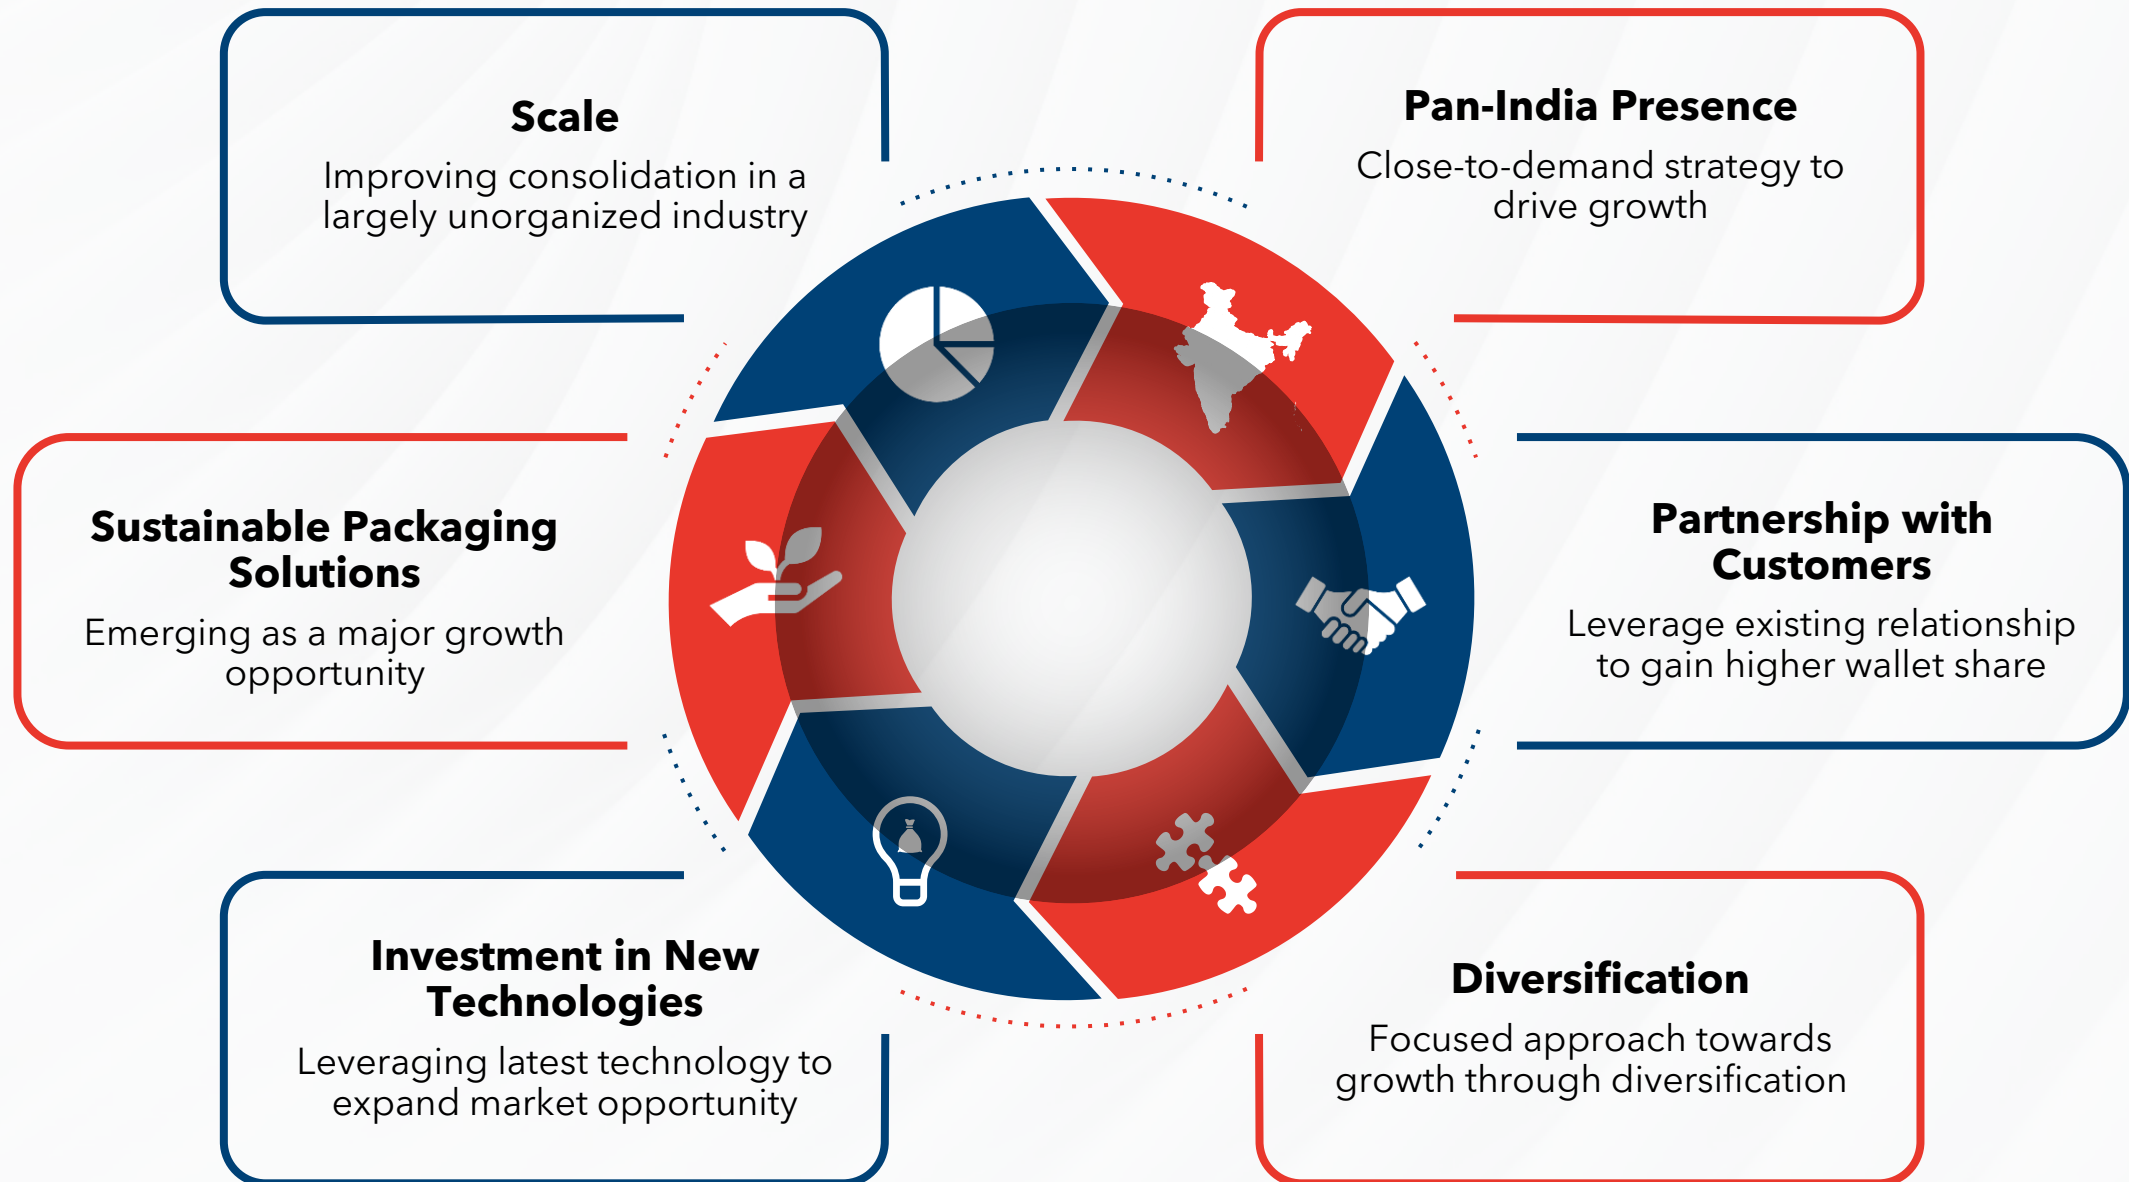 Scale
Improving consolidation in a
largely unorganized industry
Pan-India Presence
Close-to-demand strategy to
drive growth
Sustainable Packaging
Solutions
Emerging as a major growth
opportunity
Partnership with
Customers
Leverage existing relationship
to gain higher wallet share
Investment in New
Technologies
Leveraging latest technology to
expand market opportunity
Diversification
Focused approach towards
growth through diversification